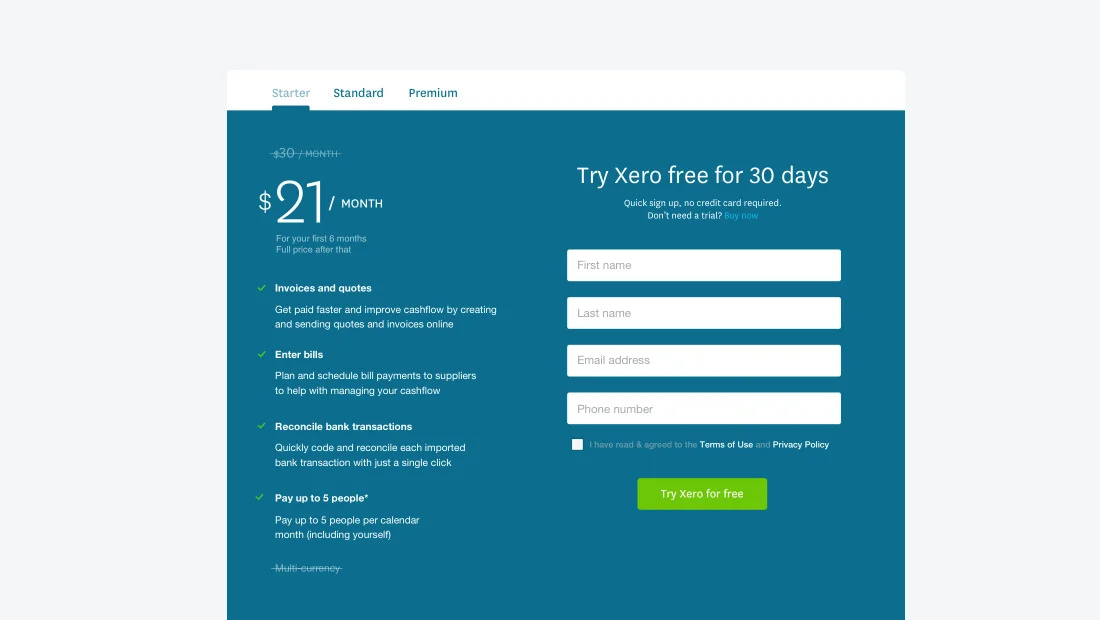 Starter Standard Premium
$30 / MONTH
$21 / MONTH
For your first 6 months
Full price after that
Invoices and quotes
Get paid faster and improve cashflow by creating
and sending quotes and invoices online
Enter bills
Plan and schedule bill payments to suppliers
to help with managing your cashflow
Reconcile bank transactions
Quickly code and reconcile each imported
bank transaction with just a single click
Pay up to 5 people*
Pay up to 5 people per calendar
month (including yourself)
Multi-currency
Try Xero free for 30 days
Quick sign up, no credit card required.
Don't need a trial? Buy now
First name
Last name
Email address
Phone number
I have read & agreed to the Terms of Use and Privacy Policy
Try Xero for free